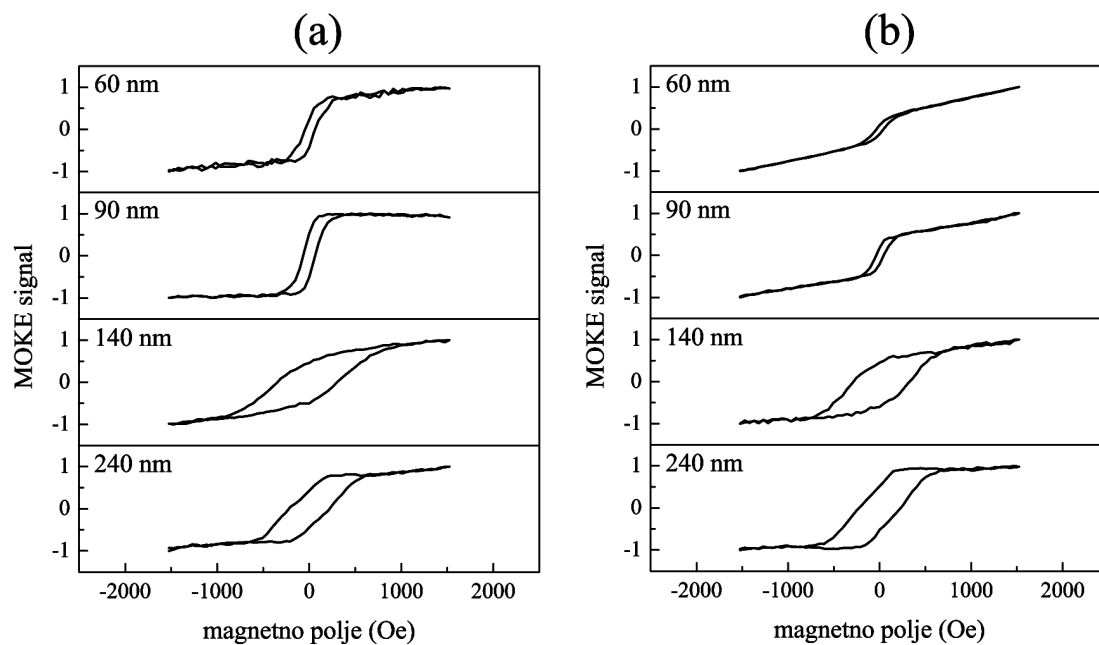 (a)
MOKE signal
60 nm
1
0
-1
90 nm
1
0
-1
140 nm
1
0
-1
240 nm
1
0
-1
-2000 -1000 0 1000 2000
magnetno polje (Oe)
(b)
MOKE signal
60 nm
1
0
-1
90 nm
1
0
-1
140 nm
1
0
-1
240 nm
1
0
-1
-2000 -1000 0 1000 2000
magnetno polje (Oe)